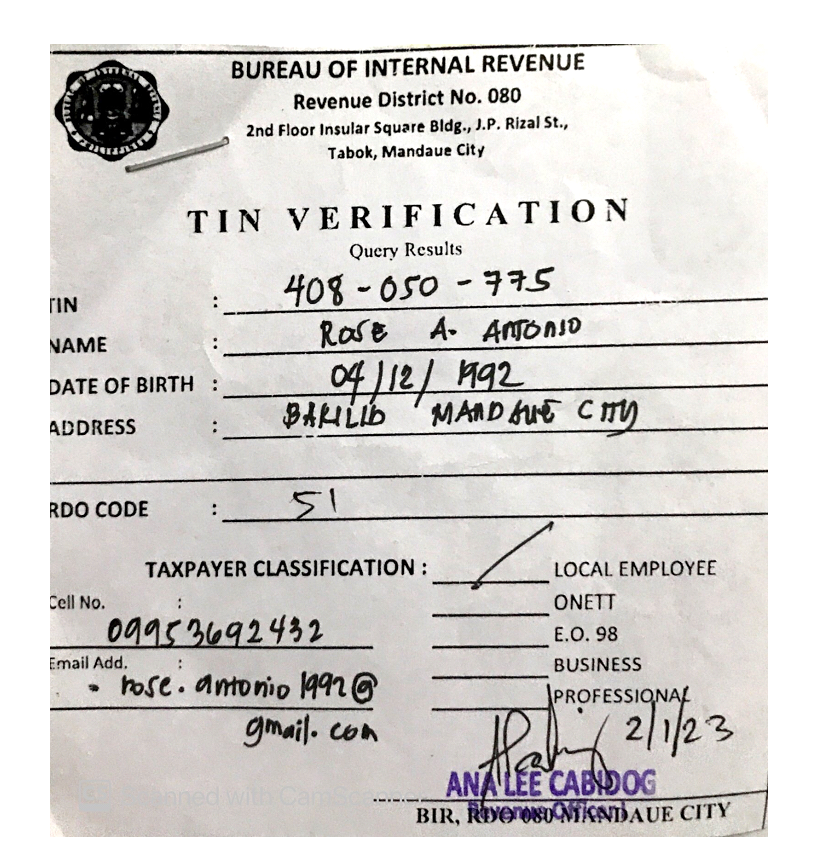 BUREAU OF INTERNAL REVENUE
Revenue District No. 080
2nd Floor Insular Square Bldg., J.P. Rizal St.,
Tabok, Mandaue City
TIN VERIFICATION
Query Results
TIN : 408-050-775
NAME : ROSE A. ANTONIO
DATE OF BIRTH : 04/12/1992
ADDRESS : BAKILID MANDAUE CITY
RDO CODE : 51
TAXPAYER CLASSIFICATION : LOCAL EMPLOYEE
Cell No. : ONETT
09953692432 E.O. 98
Email Add. : BUSINESS
rose.antonio1992@ PROFESSIONAL
gmail.com 2/1/23
ANA LEE CABIDOG
Revenue Officer I
BIR, RDO 080 MANDAUE CITY